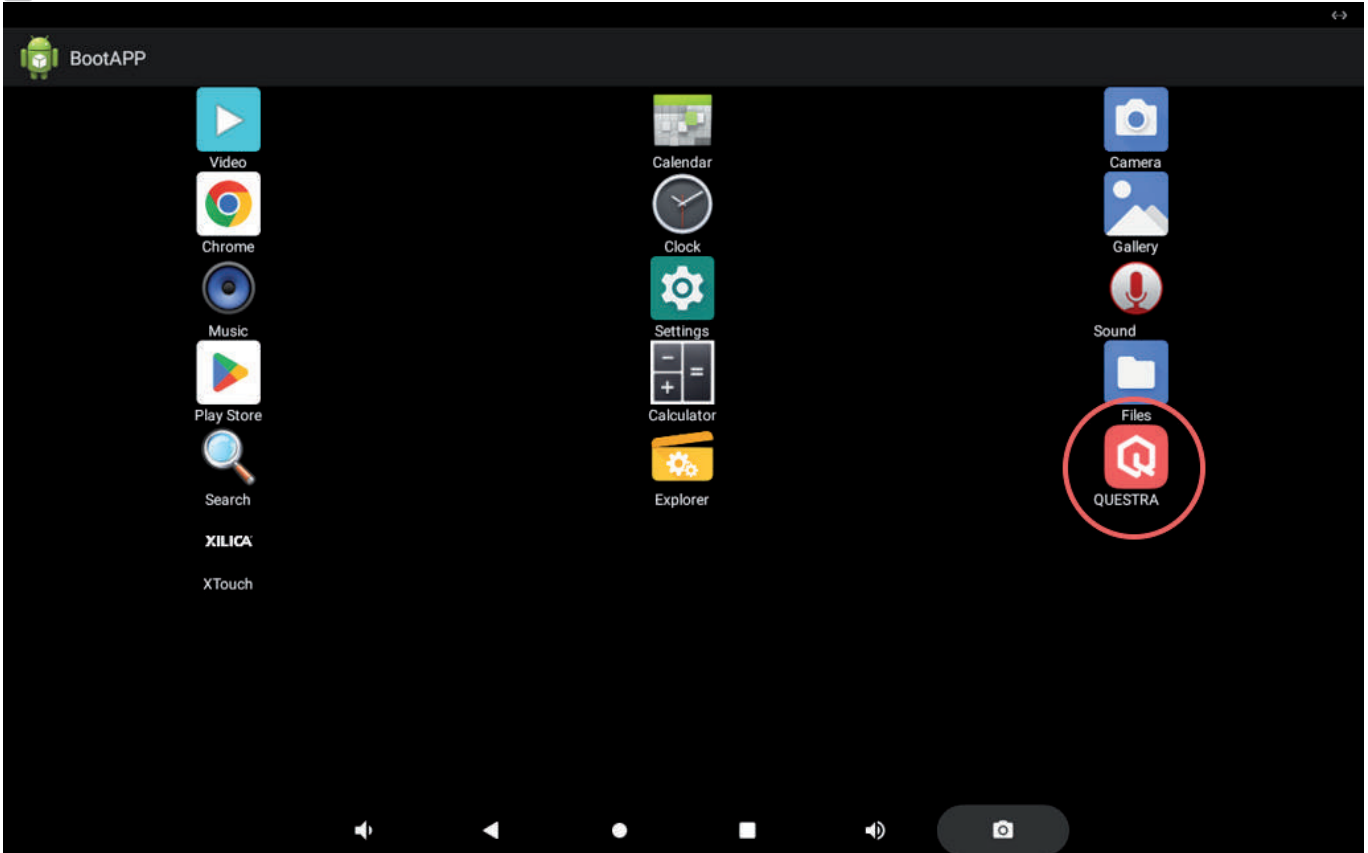 BootAPP
Video
Calendar
Camera
Chrome
Clock
Gallery
Music
Settings
Sound
Play Store
Calculator
Files
Search
Explorer
QUESTRA
XILICA
XTouch